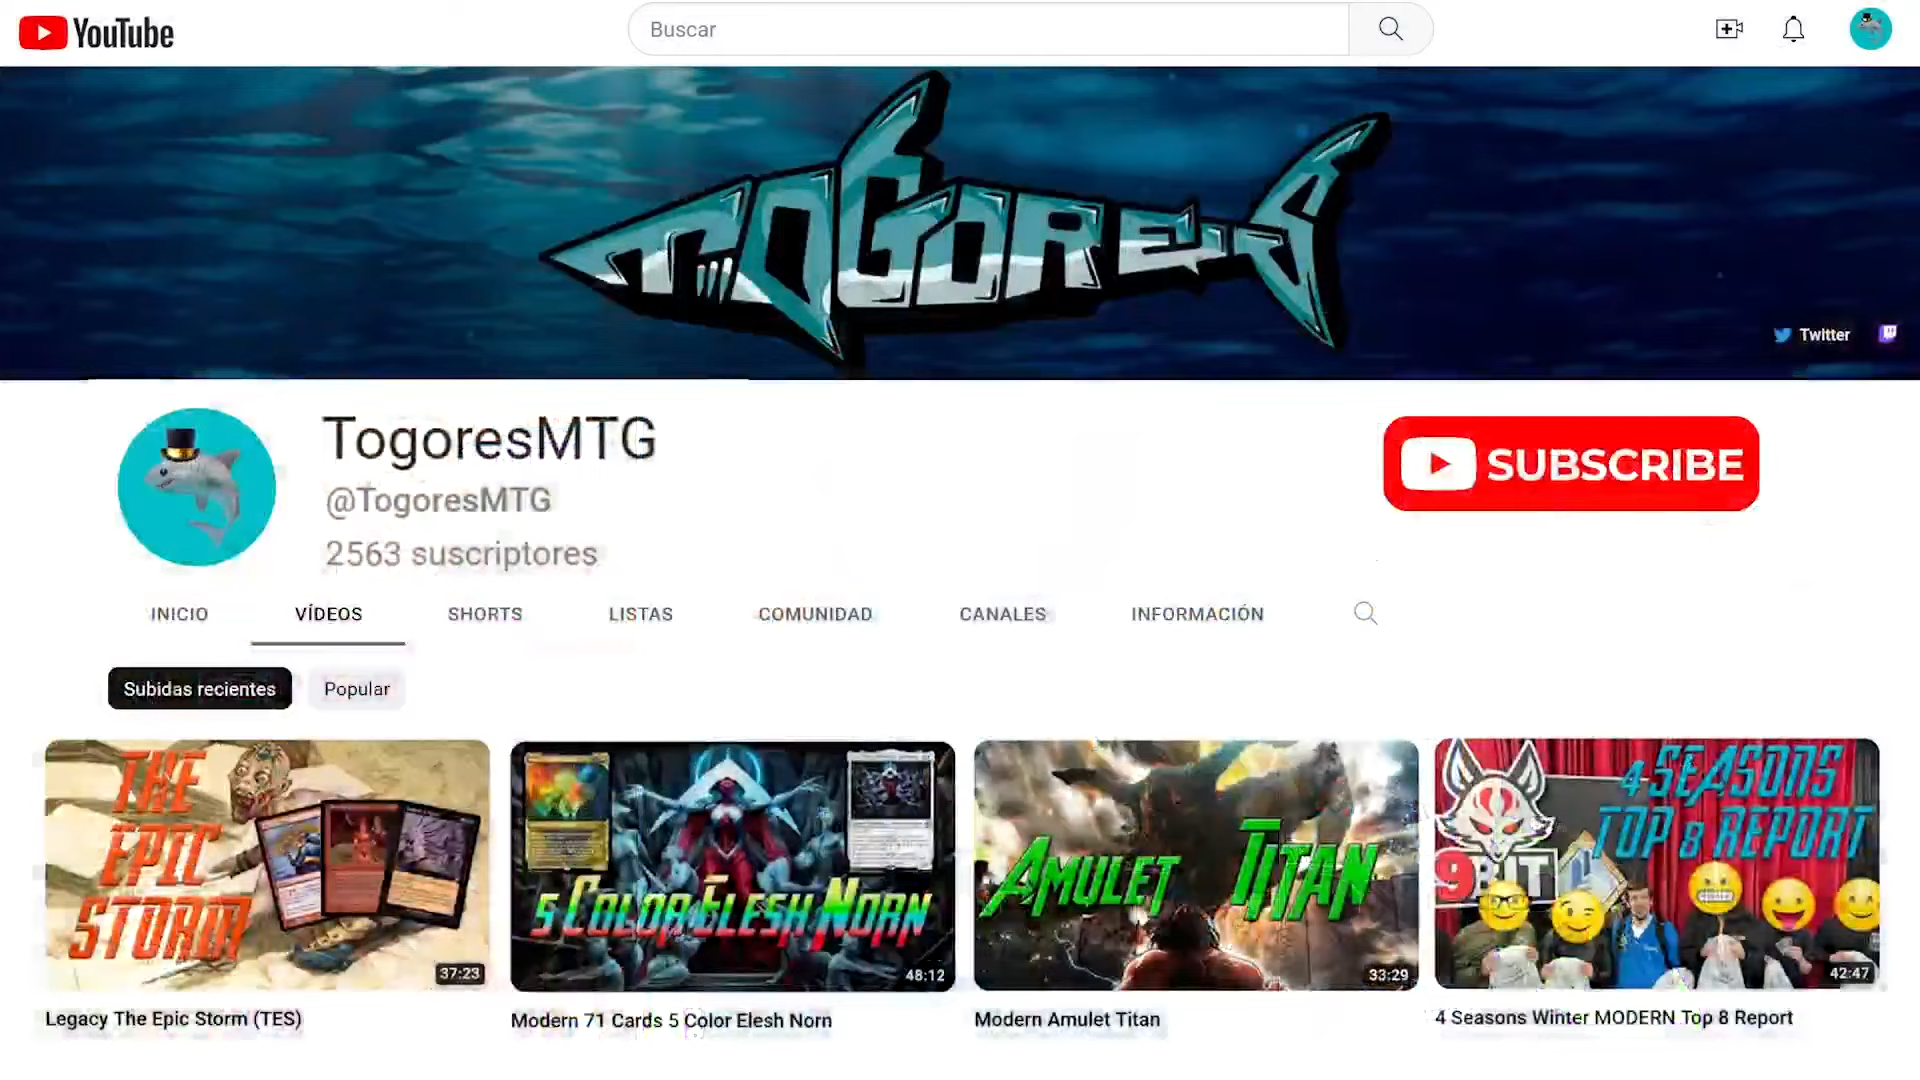 YouTube
Buscar
TOGORES
Twitter
TogoresMTG
@TogoresMTG
2563 suscriptores
SUBSCRIBE
INICIO
VÍDEOS
SHORTS
LISTAS
COMUNIDAD
CANALES
INFORMACIÓN
Subidas recientes
Popular
THE
EPIC
STORM
37:23
5 COLOR ELESH NORN
48:12
AMULET TITAN
33:29
4 SEASONS
TOP 8 REPORT
9BIT
42:47
Legacy The Epic Storm (TES)
Modern 71 Cards 5 Color Elesh Norn
Modern Amulet Titan
4 Seasons Winter MODERN Top 8 Report